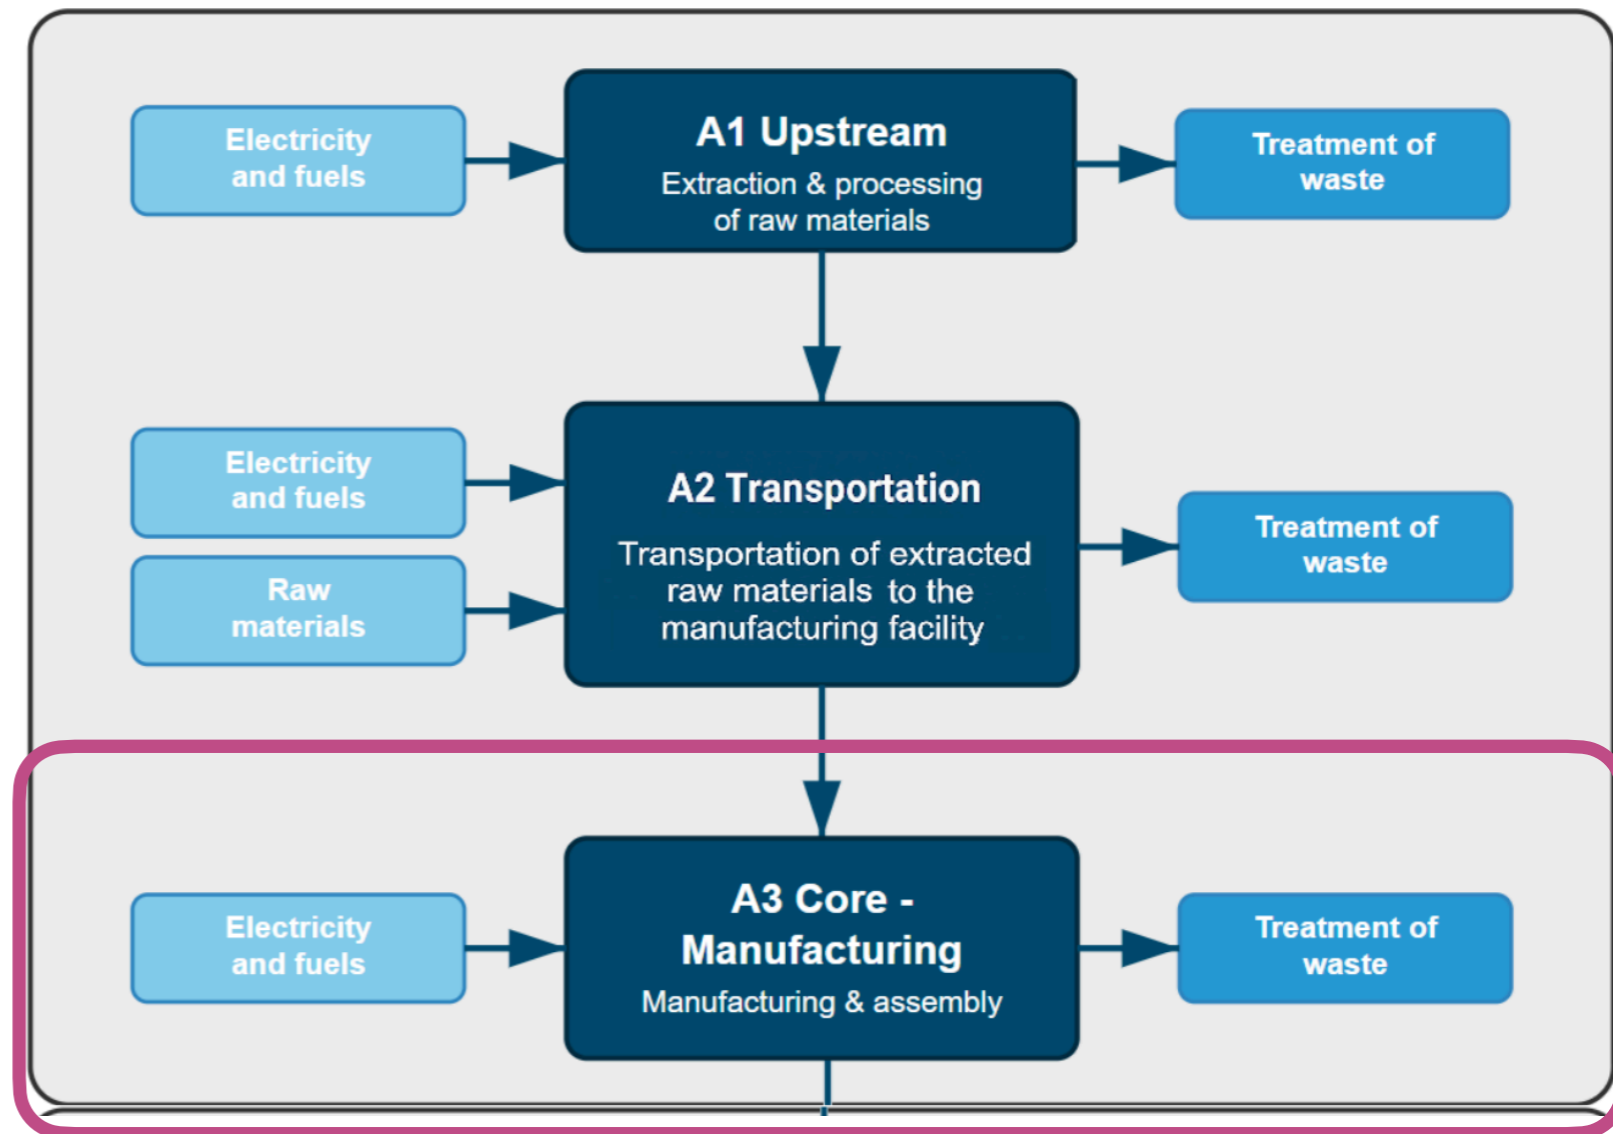 Electricity
and fuels
A1 Upstream
Extraction & processing
of raw materials
Treatment of
waste
Electricity
and fuels
Raw
materials
A2 Transportation
Transportation of extracted
raw materials to the
manufacturing facility
Treatment of
waste
Electricity
and fuels
A3 Core -
Manufacturing
Manufacturing & assembly
Treatment of
waste